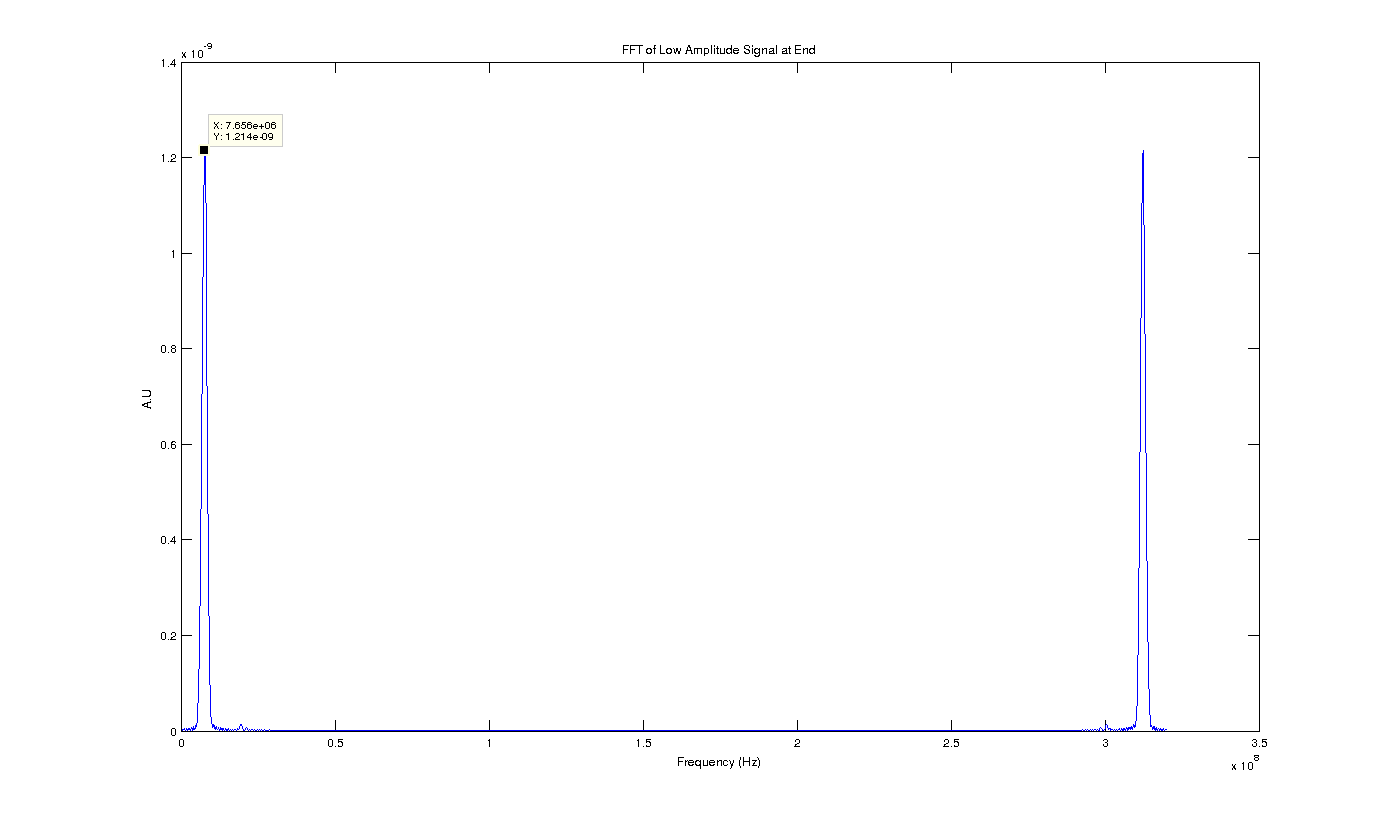 FFT of Low Amplitude Signal at End
x 10^-9
1.4
1.2
1
0.8
0.6
0.4
0.2
0
A.U
X: 7.656e+06
Y: 1.214e-09
0 0.5 1 1.5 2 2.5 3 3.5
Frequency (Hz)
x 10^8